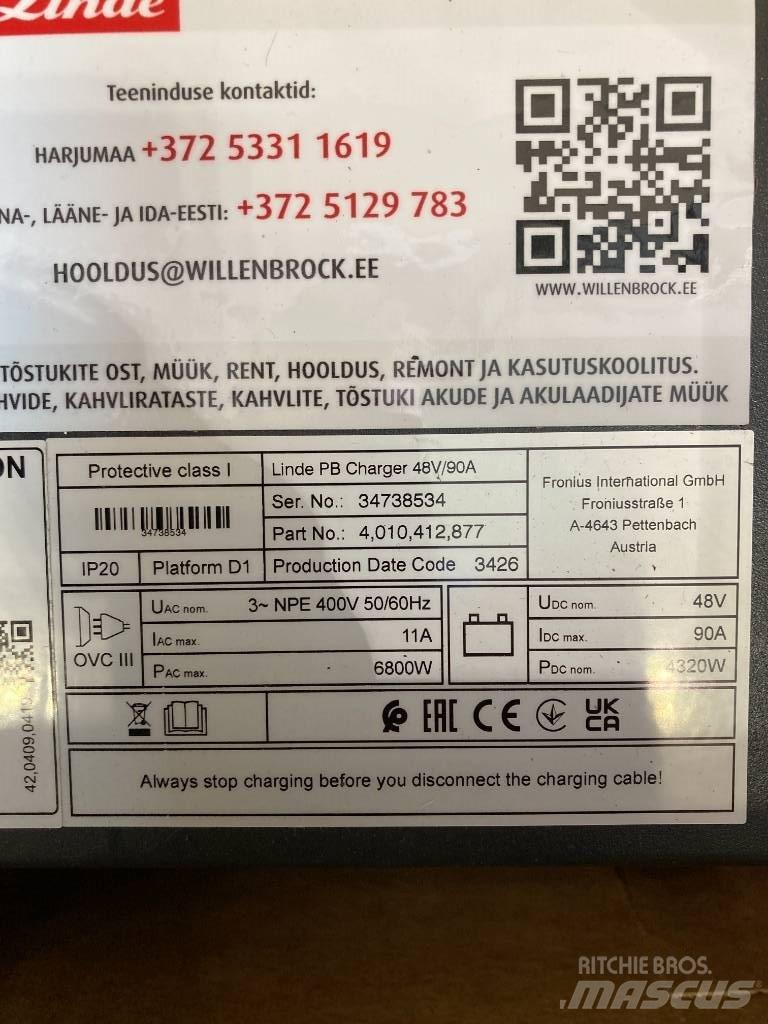 Linde
Teeninduse kontaktid:
HARJUMAA +372 5331 1619
NA-, LÄÄNE- JA IDA-EESTI: +372 5129 783
HOOLDUS@WILLENBROCK.EE
WWW.WILLENBROCK.EE
TÕSTUKITE OST, MÜÜK, RENT, HOOLDUS, REMONT JA KASUTUSKOOLITUS.
HVIDE, KAHVLIRATASTE, KAHVLITE, TÕSTUKI AKUDE JA AKULAADIJATE MÜÜK
ON
Protective class I
Linde PB Charger 48V/90A
Ser. No.: 34738534
34738534
Part No.: 4,010,412,877
IP20 Platform D1 Production Date Code 3426
Fronius International GmbH
Froniusstraße 1
A-4643 Pettenbach
Austria
OVC III
UAC nom. 3~ NPE 400V 50/60Hz
IAC max. 11A
PAC max. 6800W
UDC nom. 48V
IDC max. 90A
PDC nom. 4320W
EAC CE UK
CA
Always stop charging before you disconnect the charging cable!
RITCHIE BROS.
MASCUS